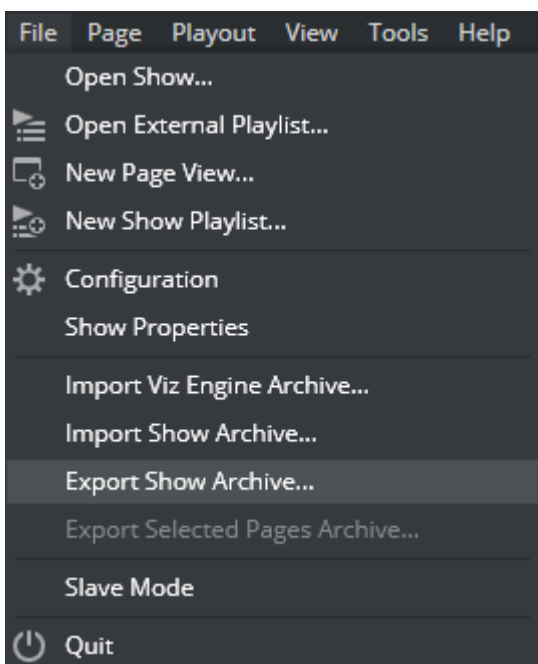 File Page Playout View Tools Help
Open Show...
Open External Playlist...
New Page View...
New Show Playlist...
Configuration
Show Properties
Import Viz Engine Archive...
Import Show Archive...
Export Show Archive...
Export Selected Pages Archive...
Slave Mode
Quit